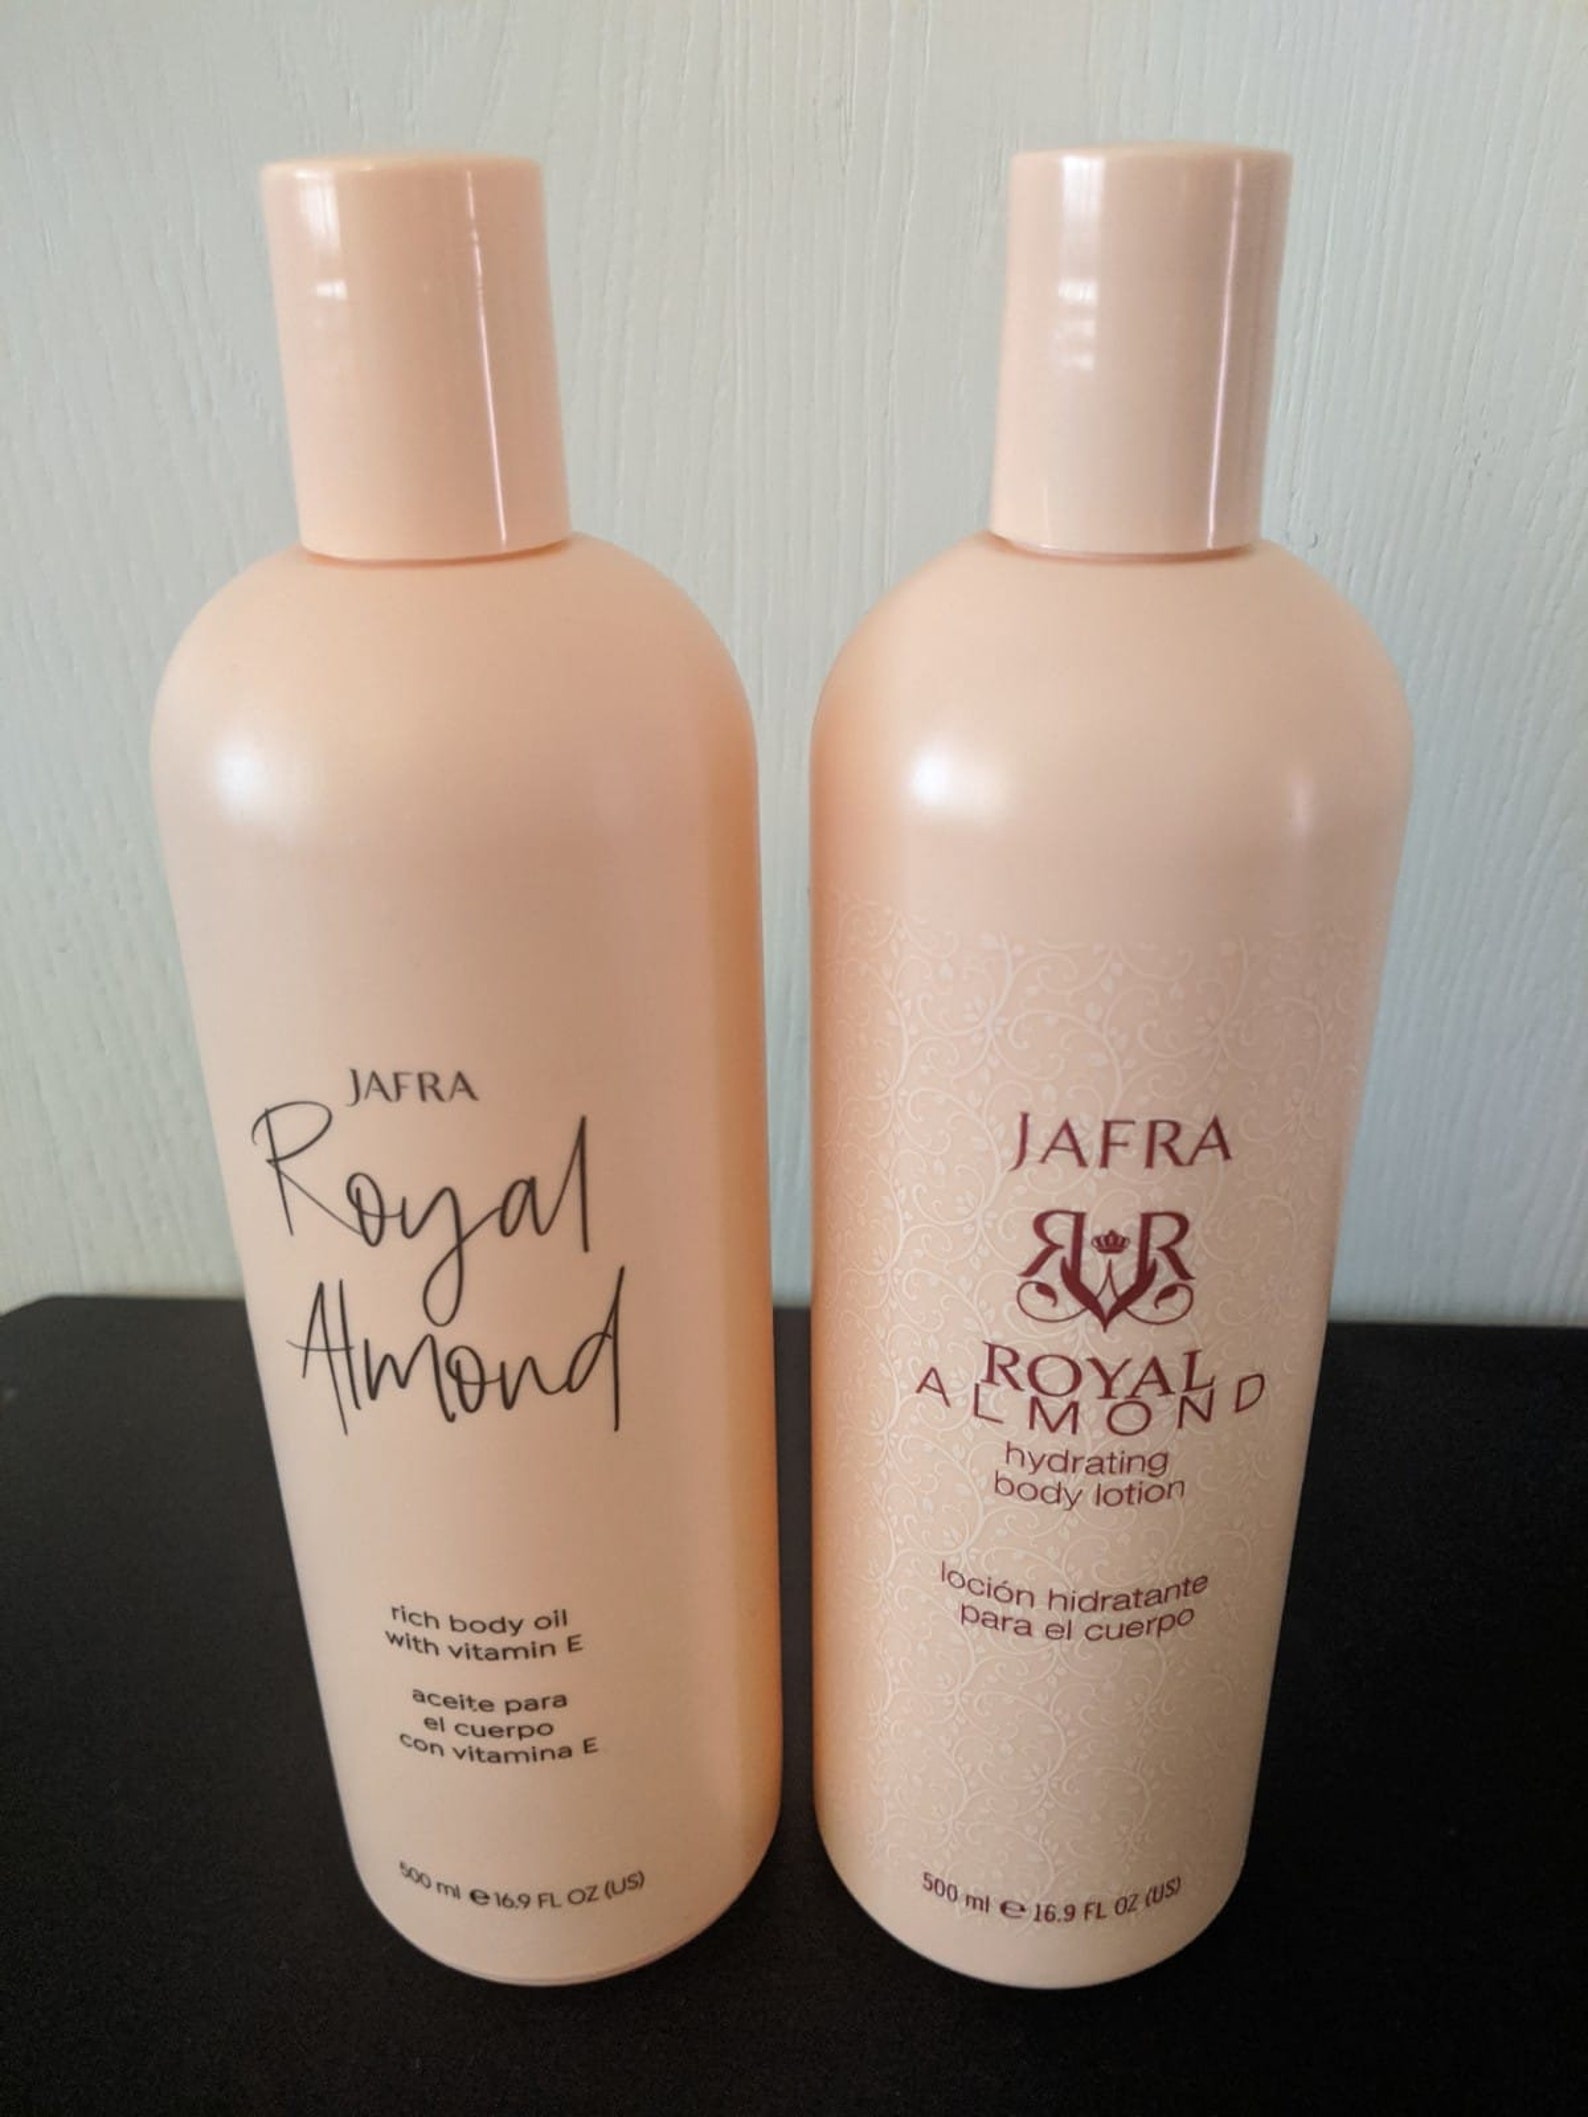 JAFRA
Royal
Almond
rich body oil
with vitamin E
aceite para
el cuerpo
con vitamina E
500 ml e 16.9 FL OZ (US)
JAFRA
RR
ROYAL
ALMOND
hydrating
body lotion
loción hidratante
para el cuerpo
500 ml e 16.9 FL OZ (US)